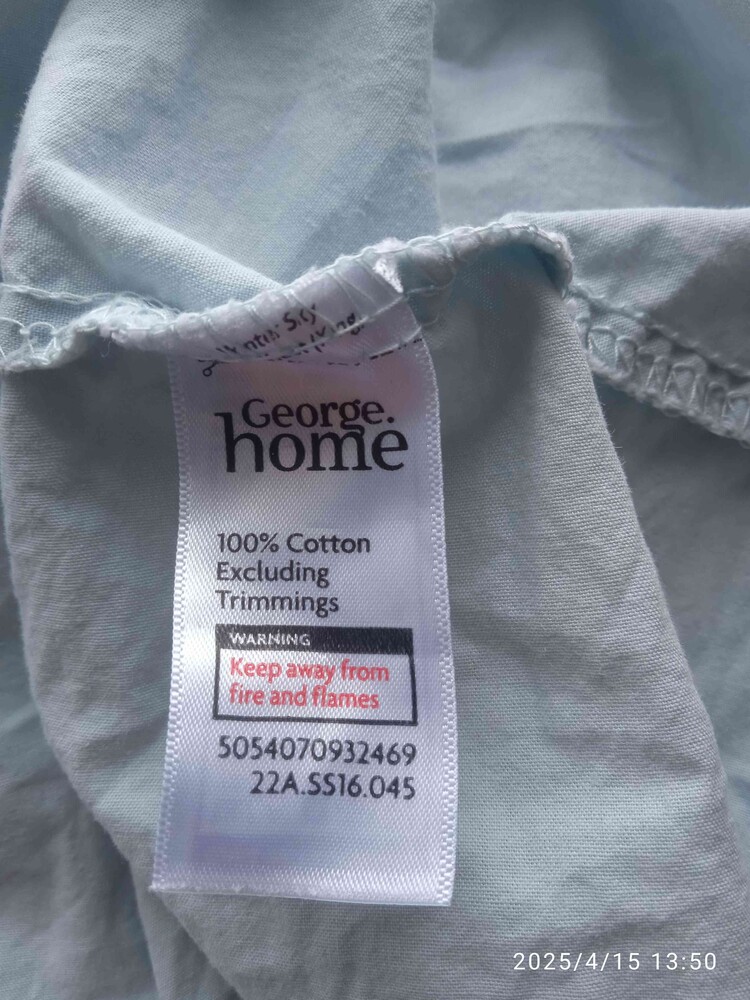 George.
home
100% Cotton
Excluding
Trimmings
WARNING
Keep away from
fire and flames
5054070932469
22A.SS16.045
2025/4/15 13:50